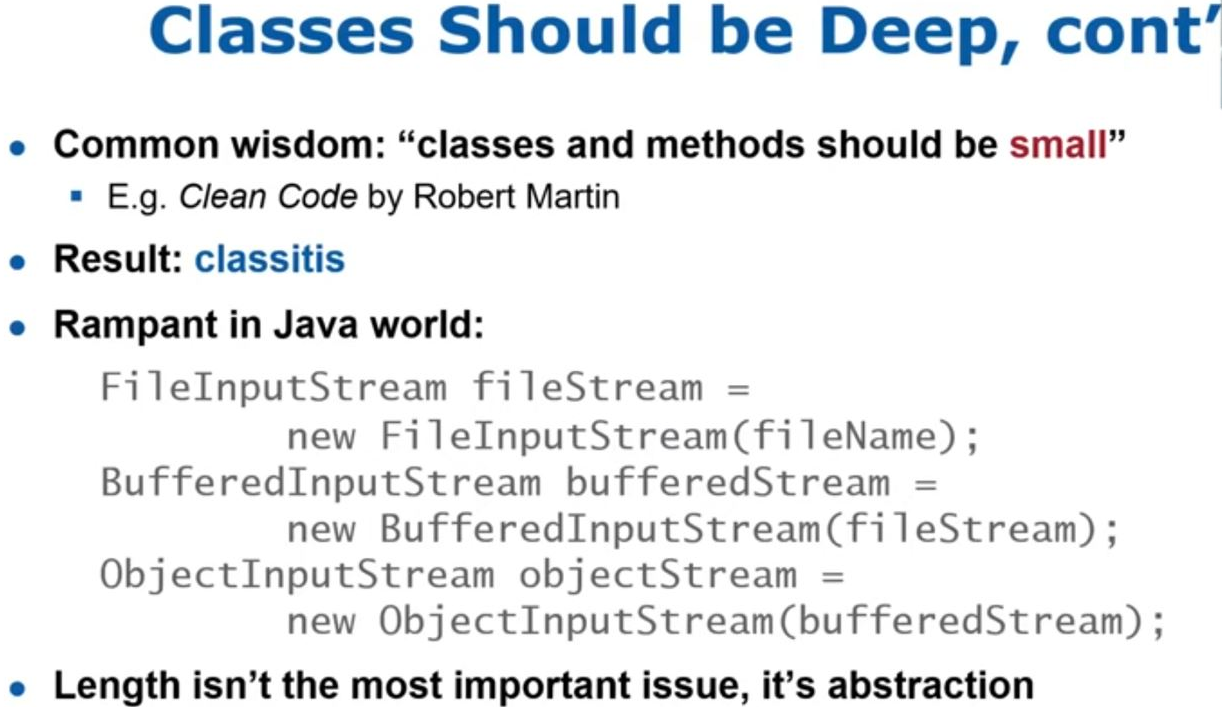 Classes Should be Deep, cont'
• Common wisdom: “classes and methods should be small”
▪ E.g. Clean Code by Robert Martin
• Result: classitis
• Rampant in Java world:
FileInputStream fileStream =
        new FileInputStream(fileName);
BufferedInputStream bufferedStream =
        new BufferedInputStream(fileStream);
ObjectInputStream objectStream =
        new ObjectInputStream(bufferedStream);
• Length isn’t the most important issue, it’s abstraction